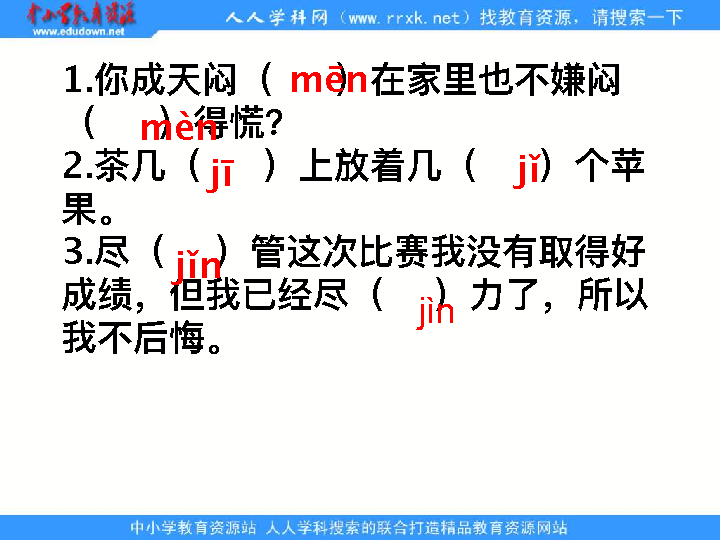 中小学教育资源
www.edudown.net
人人学科网（www.rrxk.net）找教育资源，请搜索一下
1.你成天闷（ mēn ）在家里也不嫌闷
（ mèn ）得慌？
2.茶几（ jī ）上放着几（ jǐ ）个苹
果。
3.尽（ jǐn ）管这次比赛我没有取得好
成绩，但我已经尽（ jìn ）力了，所以
我不后悔。
中小学教育资源站 人人学科搜索的联合打造精品教育资源网站